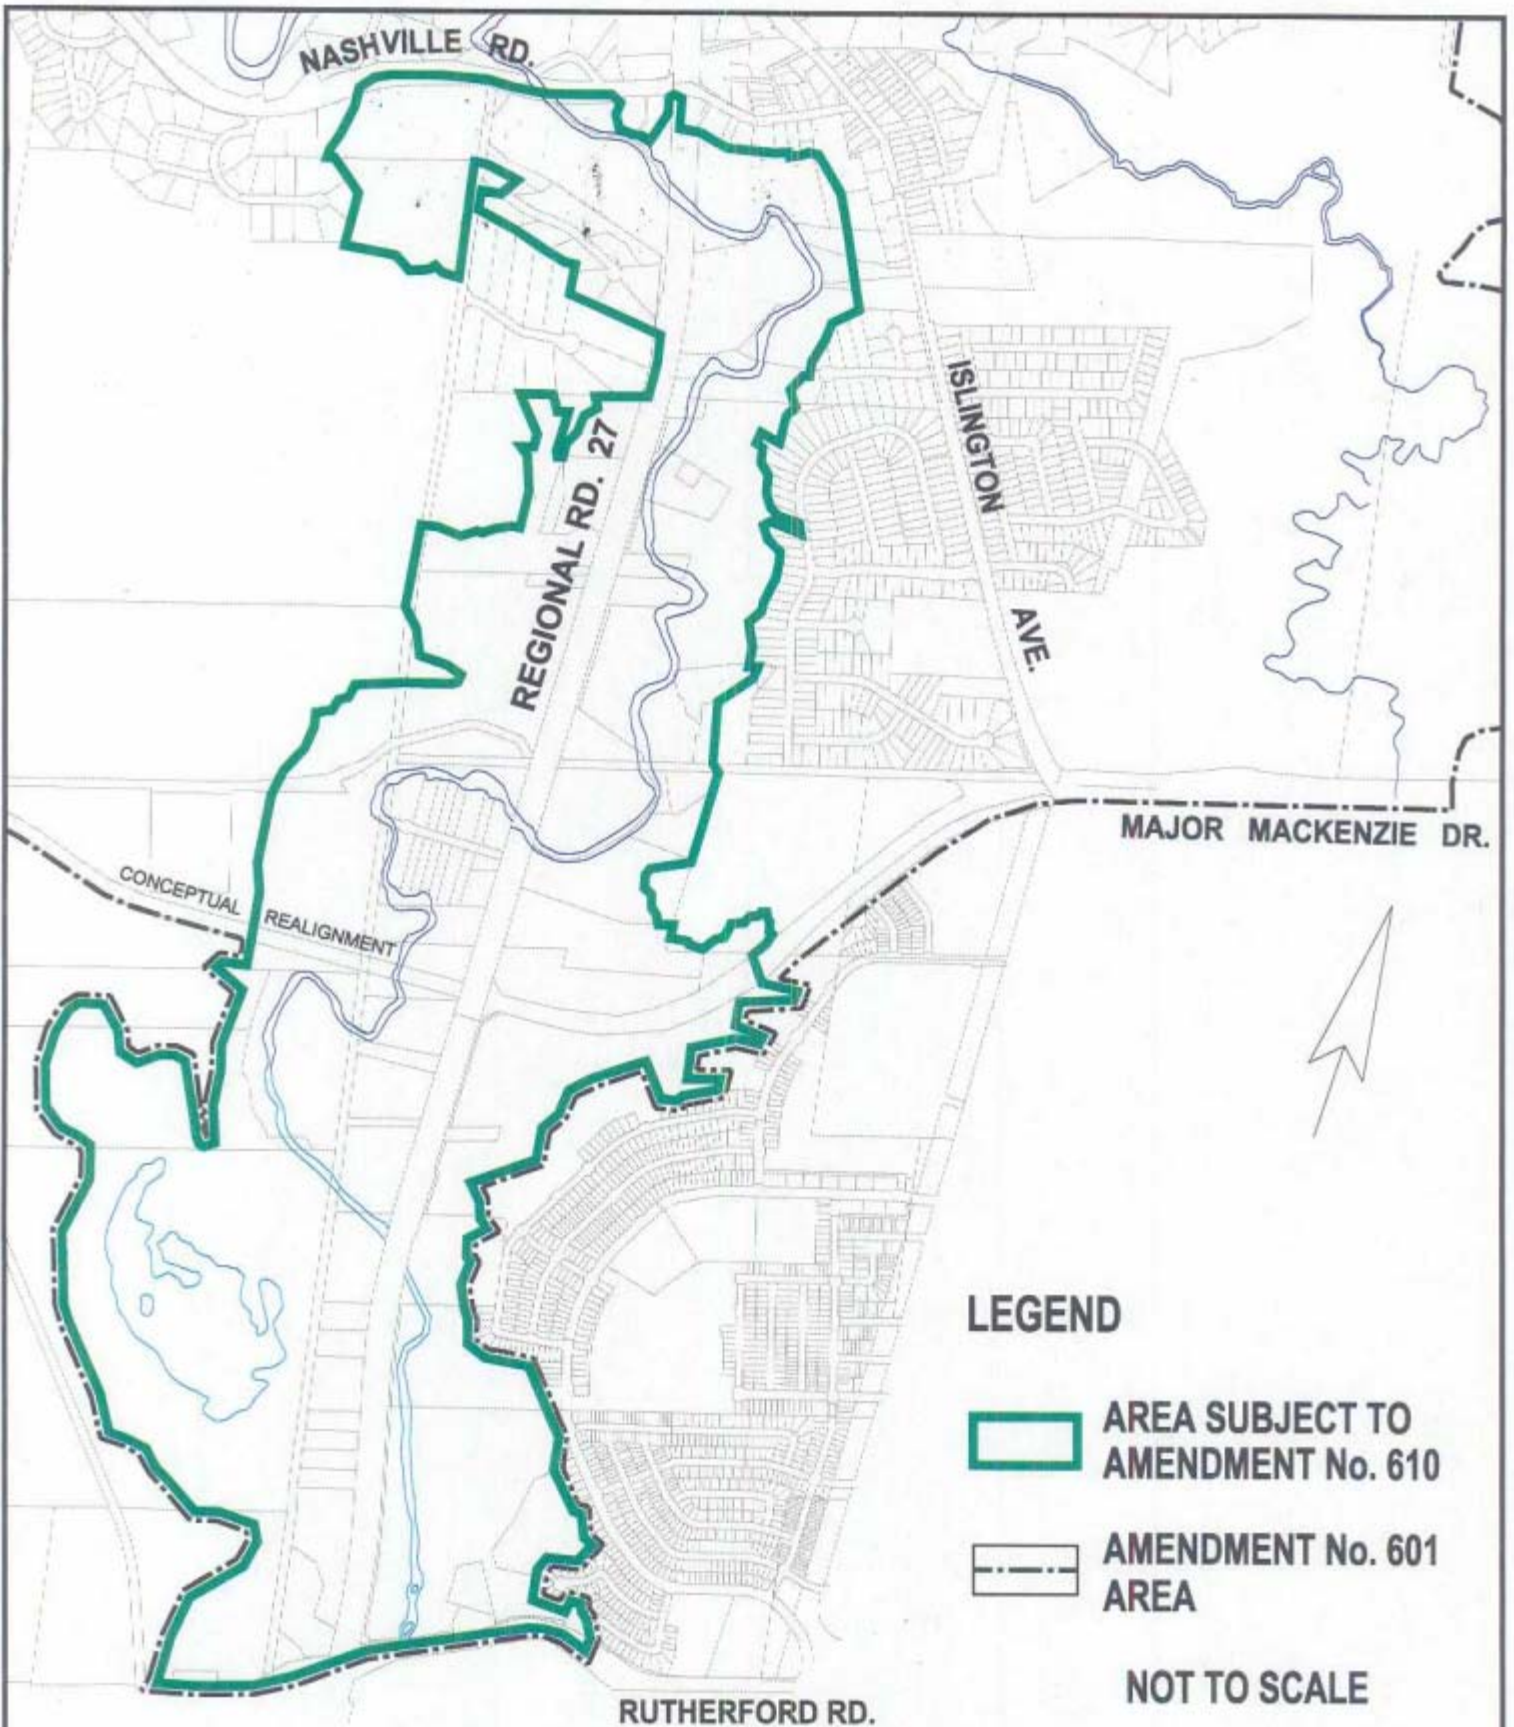 NASHVILLE RD.
ISLINGTON AVE.
REGIONAL RD. 27
MAJOR MACKENZIE DR.
CONCEPTUAL REALIGNMENT
LEGEND
AREA SUBJECT TO
AMENDMENT No. 610
AMENDMENT No. 601
AREA
NOT TO SCALE
RUTHERFORD RD.